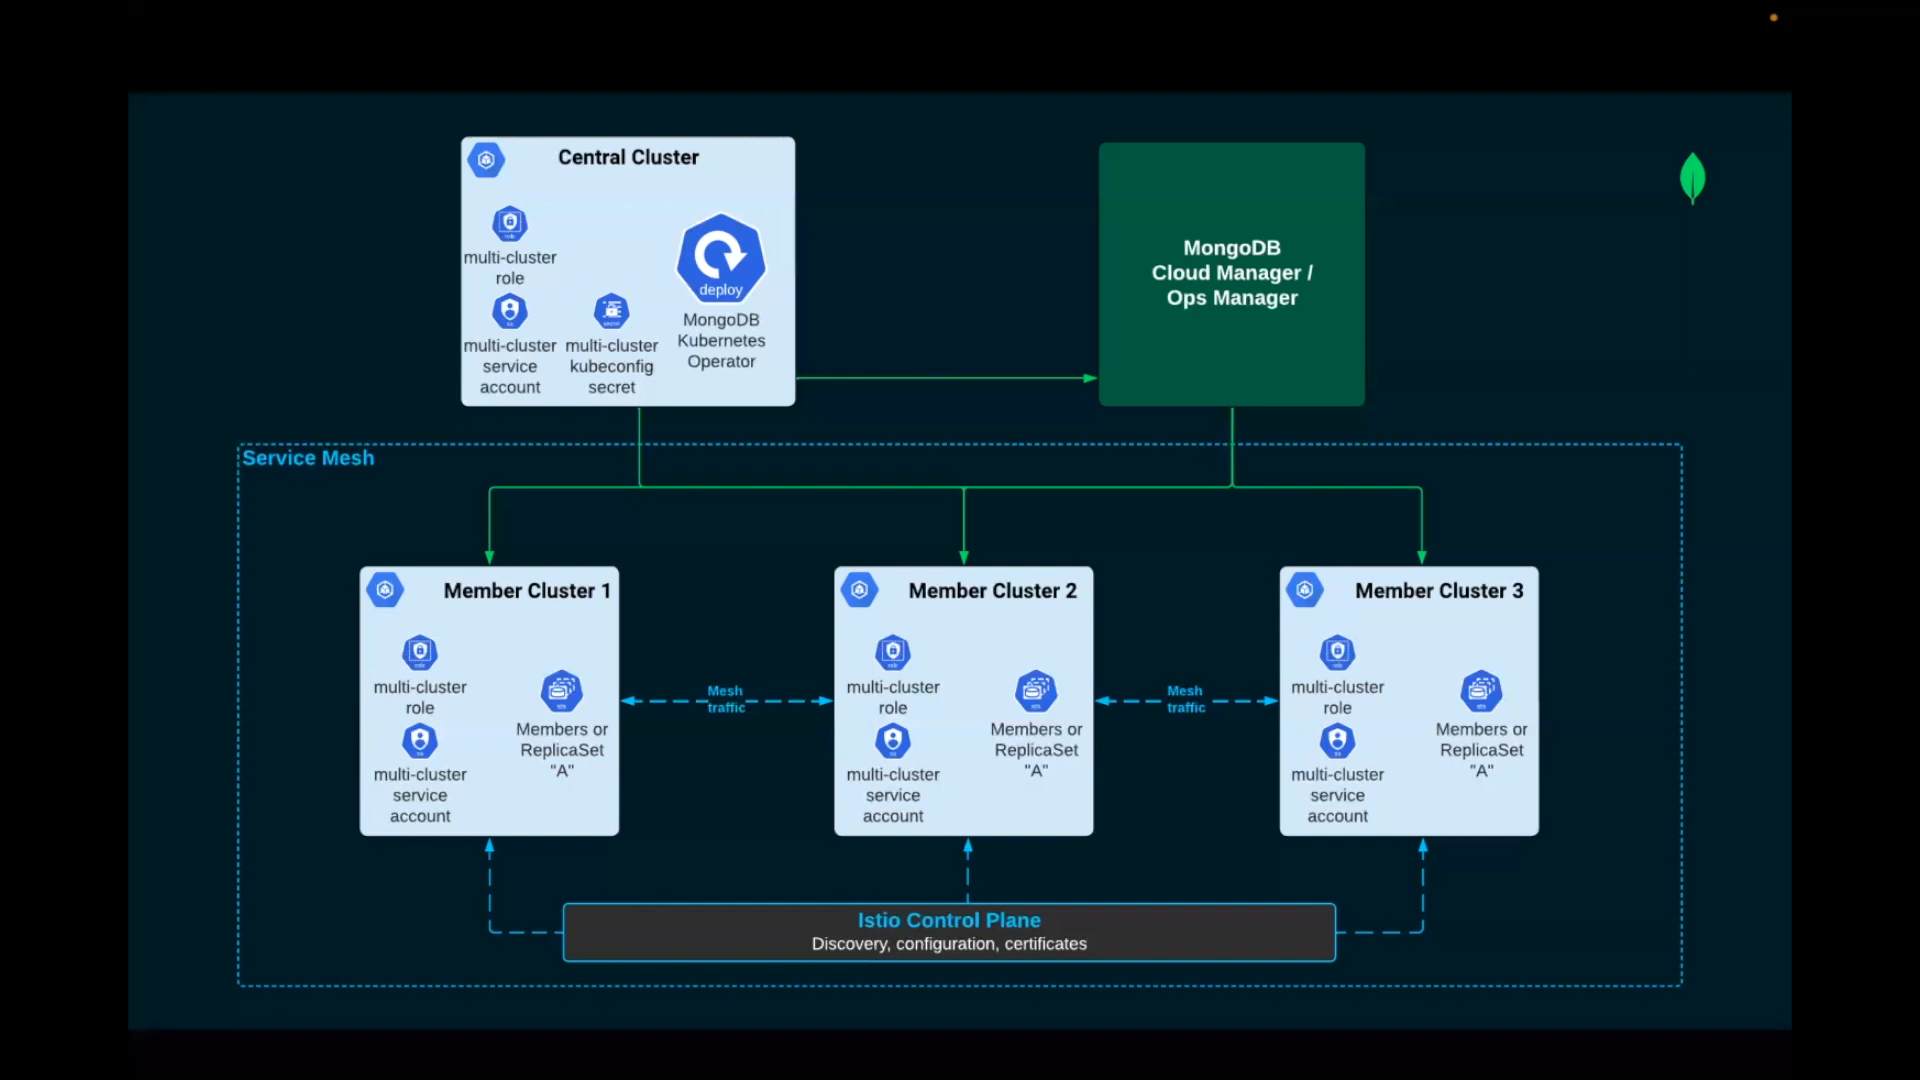 Central Cluster
multi-cluster
role
multi-cluster
service
account
multi-cluster
kubeconfig
secret
deploy
MongoDB
Kubernetes
Operator
MongoDB
Cloud Manager /
Ops Manager
Service Mesh
Member Cluster 1
role
multi-cluster
role
multi-cluster
service
account
Members or
ReplicaSet
"A"
Mesh
traffic
Member Cluster 2
role
multi-cluster
role
multi-cluster
service
account
Members or
ReplicaSet
"A"
Mesh
traffic
Member Cluster 3
role
multi-cluster
role
multi-cluster
service
account
Members or
ReplicaSet
"A"
Istio Control Plane
Discovery, configuration, certificates